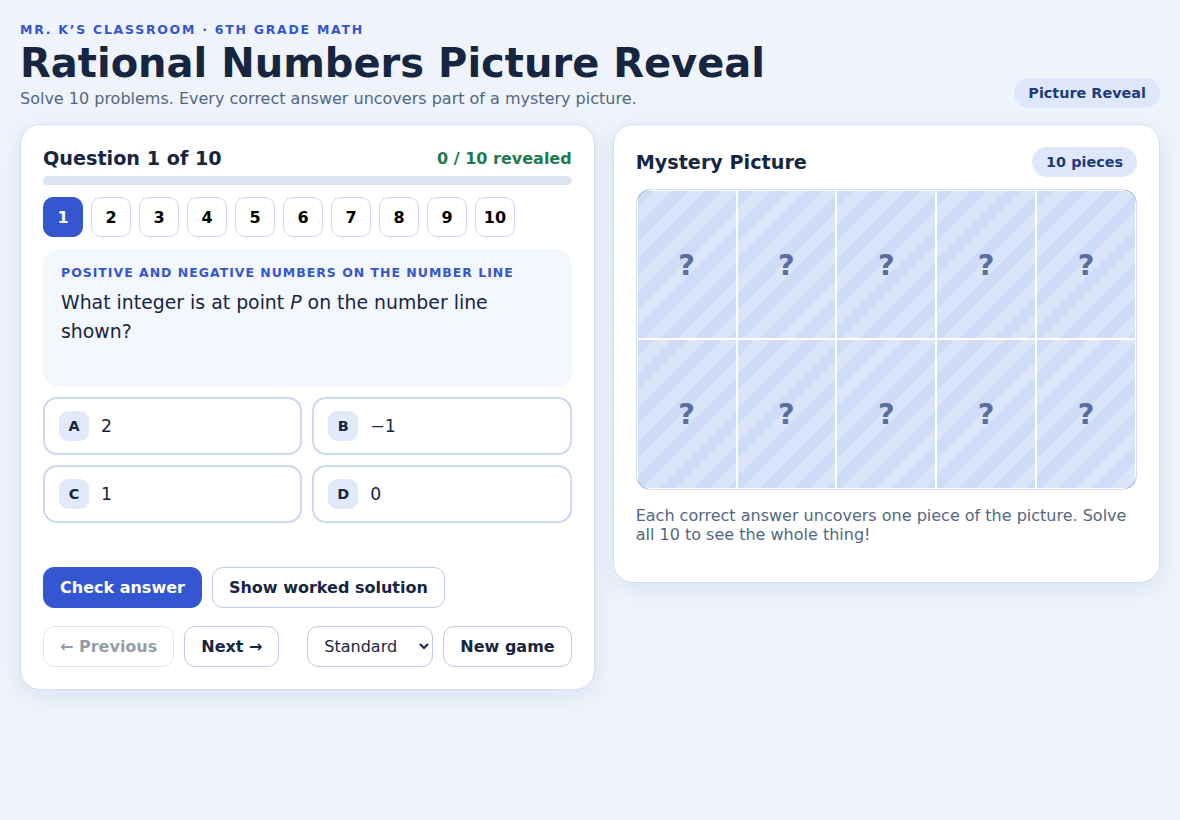 MR. K’S CLASSROOM · 6TH GRADE MATH
Rational Numbers Picture Reveal
Solve 10 problems. Every correct answer uncovers part of a mystery picture.
Picture Reveal
Question 1 of 10
0 / 10 revealed
1 2 3 4 5 6 7 8 9 10
POSITIVE AND NEGATIVE NUMBERS ON THE NUMBER LINE
What integer is at point P on the number line
shown?
A 2
B −1
C 1
D 0
Check answer
Show worked solution
← Previous
Next →
Standard
New game
Mystery Picture
10 pieces
? ? ? ? ?
? ? ? ? ?
Each correct answer uncovers one piece of the picture. Solve
all 10 to see the whole thing!